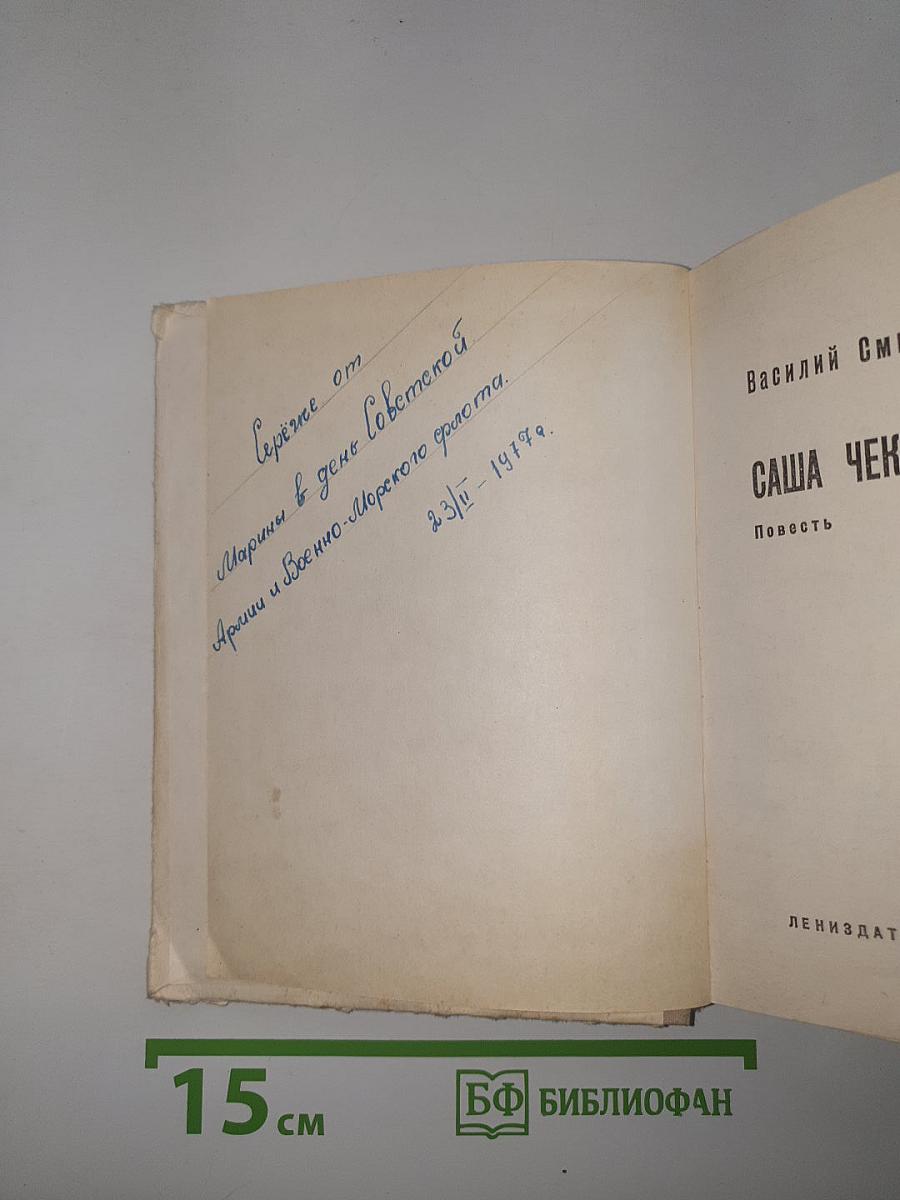 Серёже от
Марины в день Советской
Армии и Военно-Морского флота.
23/II – 1977г.
Василий
САША ЧЕК
Повесть
ЛЕНИЗДАТ
15 см
БФ БИБЛИОФАН